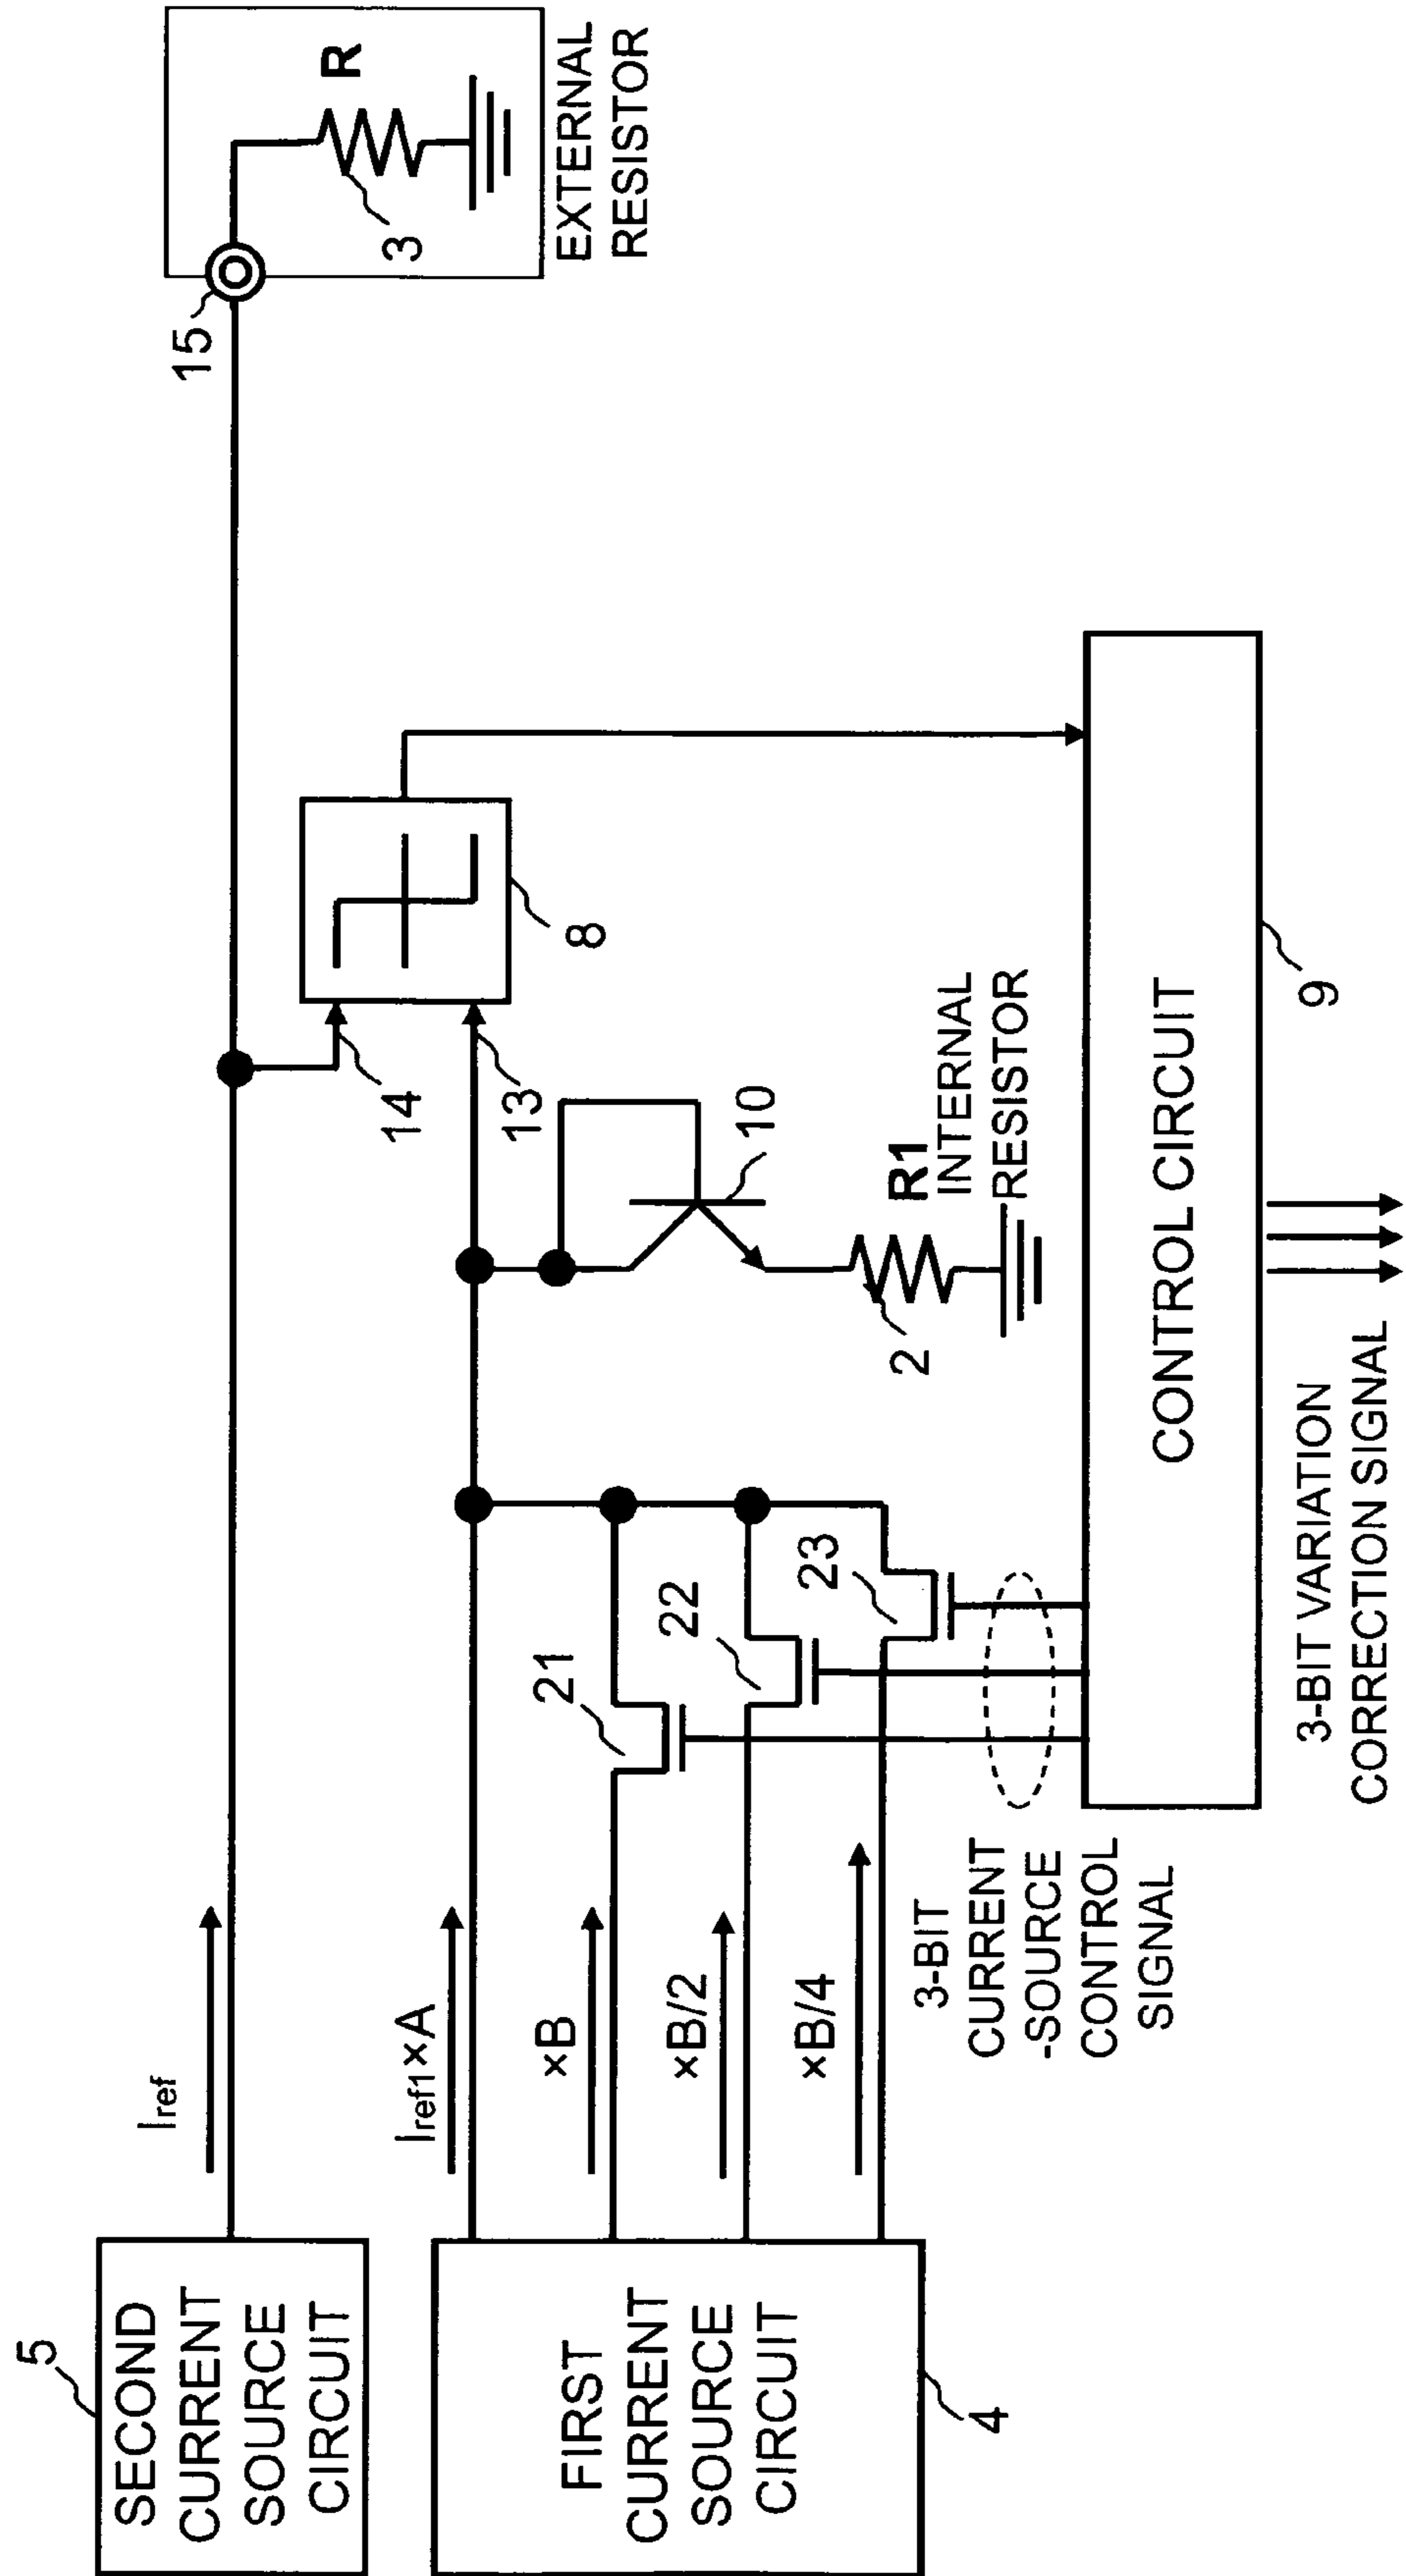 5
SECOND
CURRENT
SOURCE
CIRCUIT
Iref
15
R
3
EXTERNAL
RESISTOR
FIRST
CURRENT
SOURCE
CIRCUIT
4
Iref1×A
×B
×B/2
×B/4
21
22
23
14
13
8
10
R1
INTERNAL
RESISTOR
2
3-BIT
CURRENT
-SOURCE
CONTROL
SIGNAL
CONTROL CIRCUIT
9
3-BIT VARIATION
CORRECTION SIGNAL